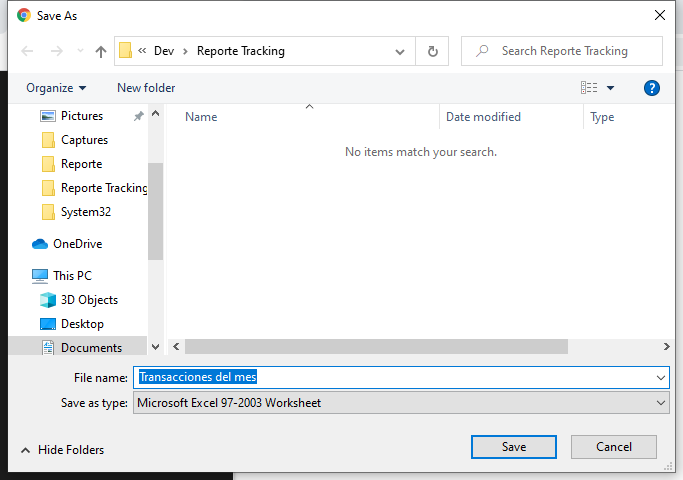 Save As
« Dev › Reporte Tracking
Search Reporte Tracking
Organize
New folder
Name
Date modified
Type
No items match your search.
Pictures
Captures
Reporte
Reporte Tracking
System32
OneDrive
This PC
3D Objects
Desktop
Documents
File name: Transacciones del mes
Save as type: Microsoft Excel 97-2003 Worksheet
Hide Folders
Save
Cancel